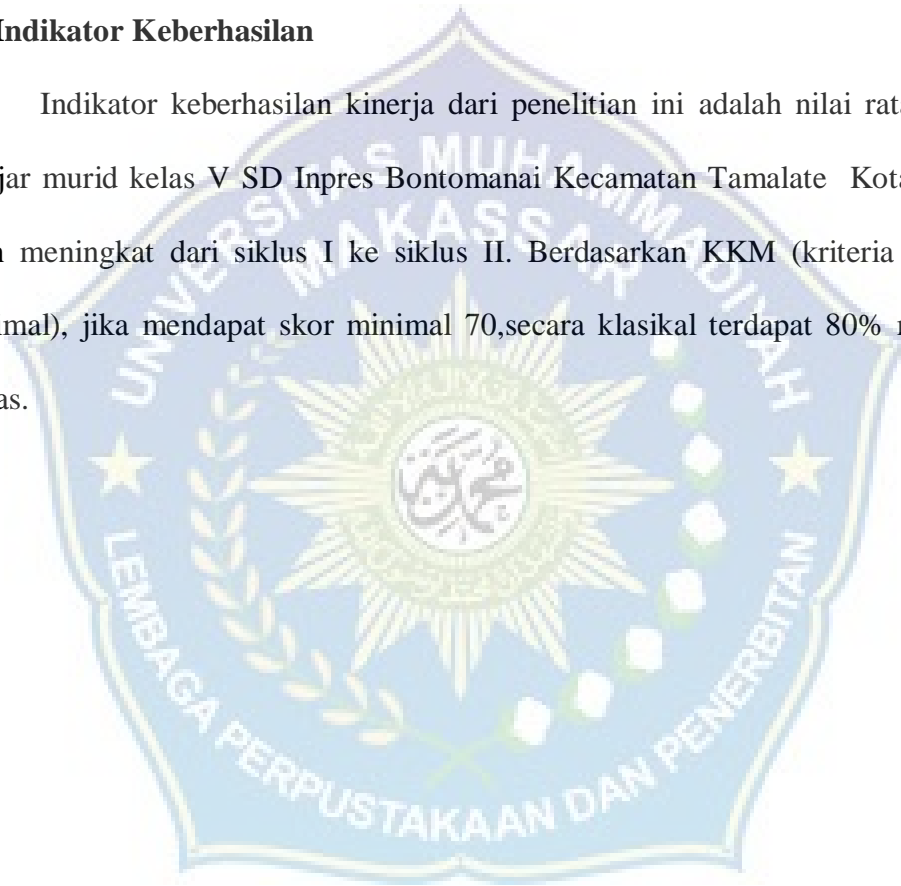 Indikator Keberhasilan
Indikator keberhasilan kinerja dari penelitian ini adalah nilai rata
jar murid kelas V SD Inpres Bontomanai Kecamatan Tamalate Kota
meningkat dari siklus I ke siklus II. Berdasarkan KKM (kriteria
mal), jika mendapat skor minimal 70,secara klasikal terdapat 80%
as.
UNIVERSITAS MUHAMMADIYAH
MAKASSAR
LEMBAGA PERPUSTAKAAN DAN PENERBITAN